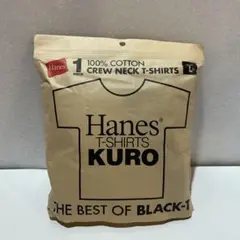 Hanes
1
100% COTTON
CREW NECK T-SHIRTS
Hanes®
T-SHIRTS
KURO
THE BEST OF BLACK-T